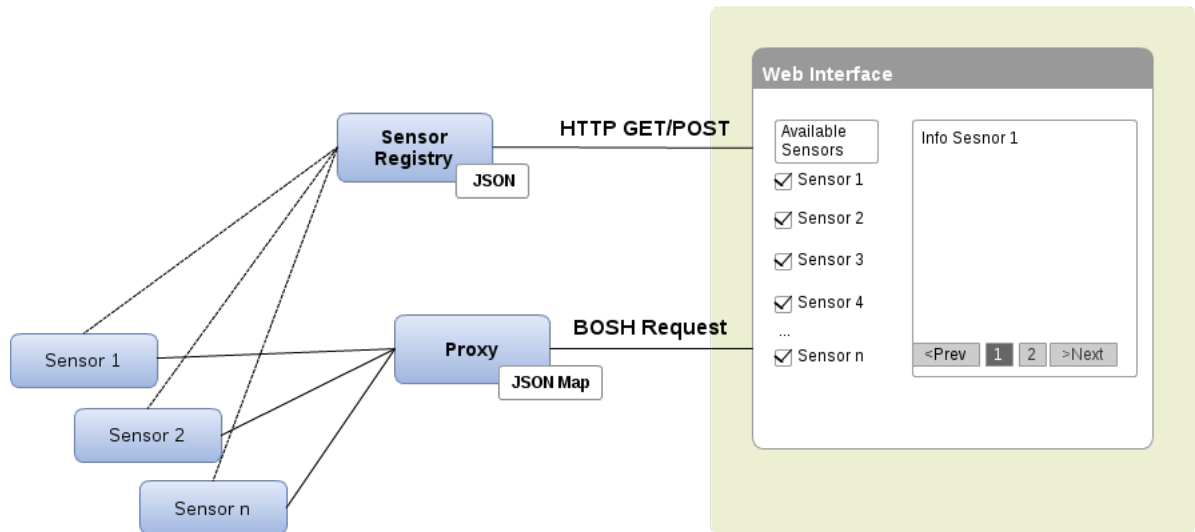 Web Interface
Sensor
Registry
JSON
HTTP GET/POST
Available
Sensors
Sensor 1
Sensor 2
Sensor 3
Sensor 4
...
Sensor n
Info Sesnor 1
<Prev 1 2 >Next
Proxy
JSON Map
BOSH Request
Sensor 1
Sensor 2
Sensor n